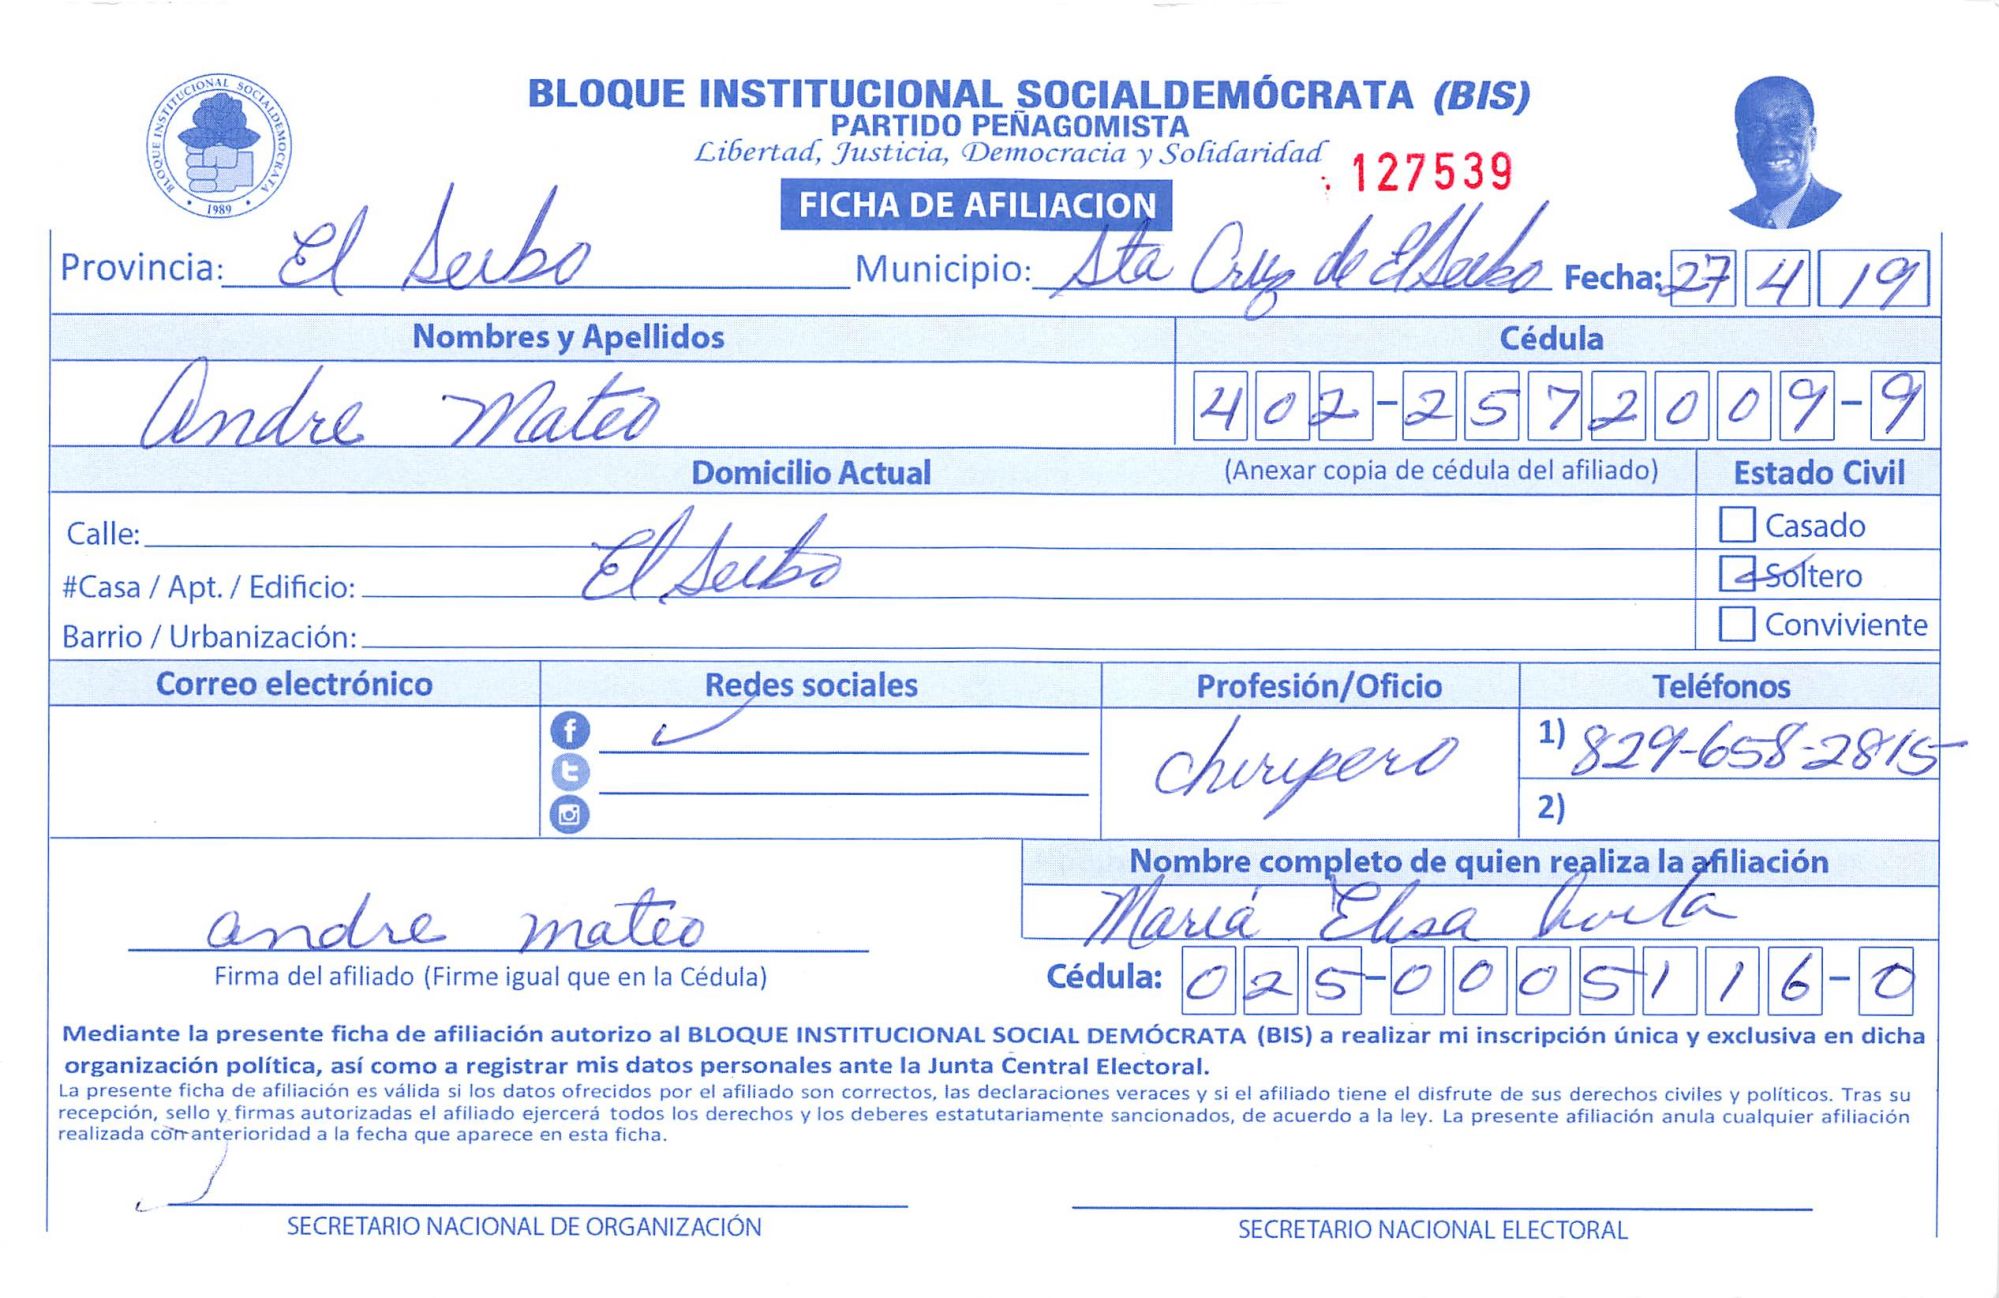 BLOQUE INSTITUCIONAL SOCIALDEMOCRATA
1989
BLOQUE INSTITUCIONAL SOCIALDEMÓCRATA (BIS)
PARTIDO PEÑAGOMISTA
Libertad, Justicia, Democracia y Solidaridad
127539
FICHA DE AFILIACION
Provincia: El Seibo Municipio: Sta Cruz de El Seibo Fecha: 27 4 19
Nombres y Apellidos Cédula
Andre Mateo 402-2572009-9
Domicilio Actual (Anexar copia de cédula del afiliado) Estado Civil
Calle: Casado
#Casa / Apt. / Edificio: El Seibo Soltero
Barrio / Urbanización: Conviviente
Correo electrónico Redes sociales Profesión/Oficio Teléfonos
chiripero 1) 829-658-2815
2)
Nombre completo de quien realiza la afiliación
andre mateo María Elisa
Firma del afiliado (Firme igual que en la Cédula) Cédula: 025-0005116-0
Mediante la presente ficha de afiliación autorizo al BLOQUE INSTITUCIONAL SOCIAL DEMÓCRATA (BIS) a realizar mi inscripción única y exclusiva en dicha
organización política, así como a registrar mis datos personales ante la Junta Central Electoral.
La presente ficha de afiliación es válida si los datos ofrecidos por el afiliado son correctos, las declaraciones veraces y si el afiliado tiene el disfrute de sus derechos civiles y políticos. Tras su
recepción, sello y firmas autorizadas el afiliado ejercerá todos los derechos y los deberes estatutariamente sancionados, de acuerdo a la ley. La presente afiliación anula cualquier afiliación
realizada con anterioridad a la fecha que aparece en esta ficha.
SECRETARIO NACIONAL DE ORGANIZACIÓN SECRETARIO NACIONAL ELECTORAL